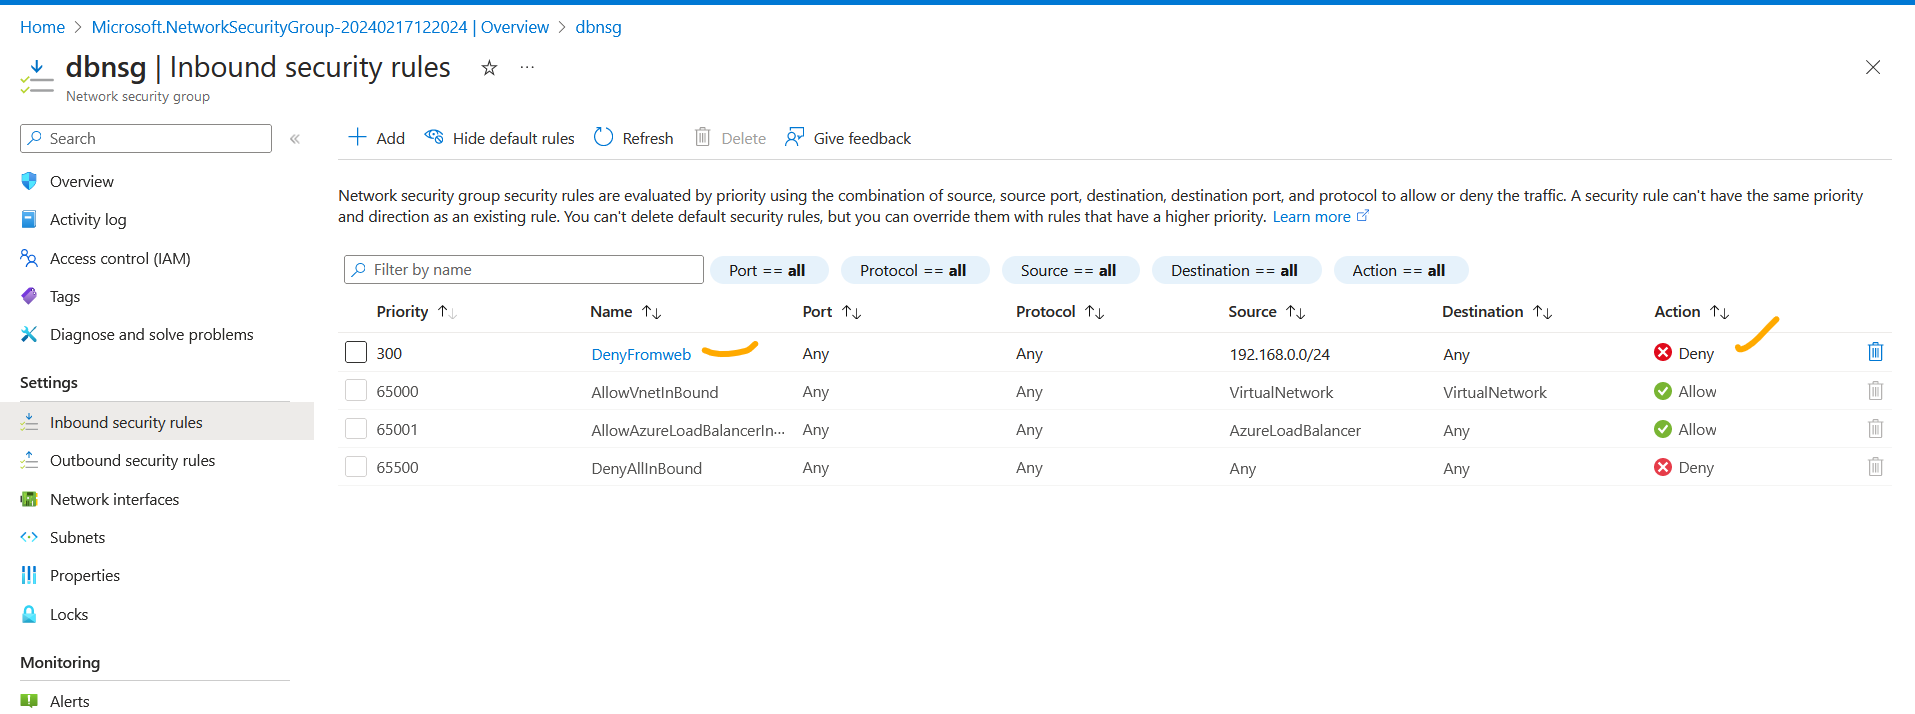 Home > Microsoft.NetworkSecurityGroup-20240217122024 | Overview > dbnsg
dbnsg | Inbound security rules
Network security group
Search
Overview
Activity log
Access control (IAM)
Tags
Diagnose and solve problems
Settings
Inbound security rules
Outbound security rules
Network interfaces
Subnets
Properties
Locks
Monitoring
Alerts
Add Hide default rules Refresh Delete Give feedback
Network security group security rules are evaluated by priority using the combination of source, source port, destination, destination port, and protocol to allow or deny the traffic. A security rule can't have the same priority
and direction as an existing rule. You can't delete default security rules, but you can override them with rules that have a higher priority. Learn more
Filter by name Port == all Protocol == all Source == all Destination == all Action == all
Priority Name Port Protocol Source Destination Action
300 DenyFromweb Any Any 192.168.0.0/24 Any Deny
65000 AllowVnetInBound Any Any VirtualNetwork VirtualNetwork Allow
65001 AllowAzureLoadBalancerIn... Any Any AzureLoadBalancer Any Allow
65500 DenyAllInBound Any Any Any Any Deny